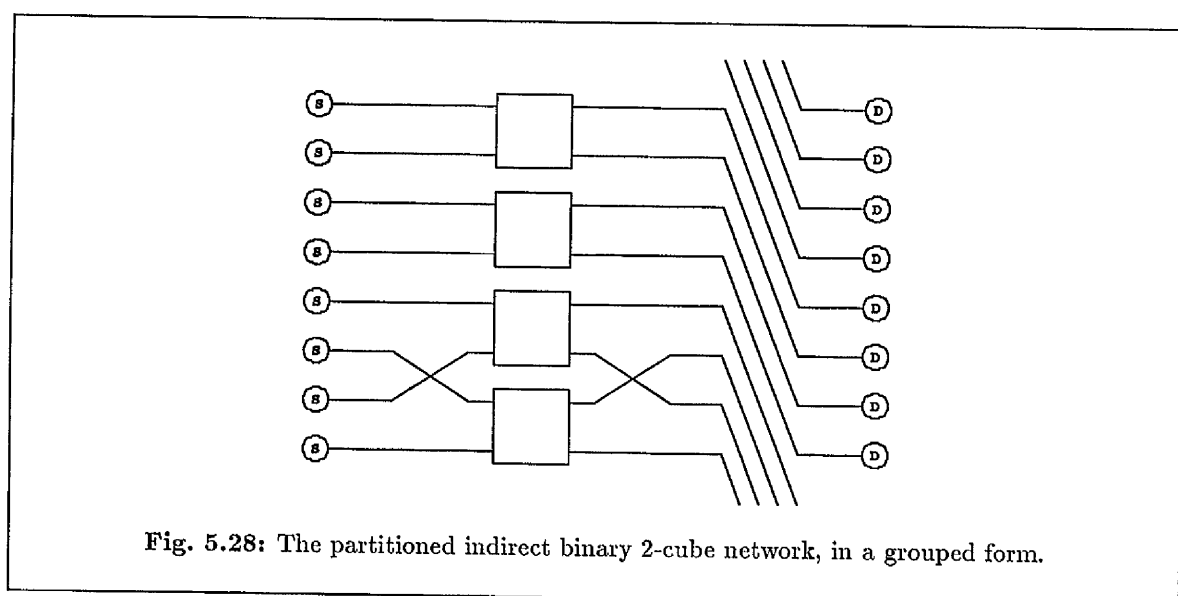 S D
S D
S D
S D
S D
S D
S D
S D
Fig. 5.28: The partitioned indirect binary 2-cube network, in a grouped form.